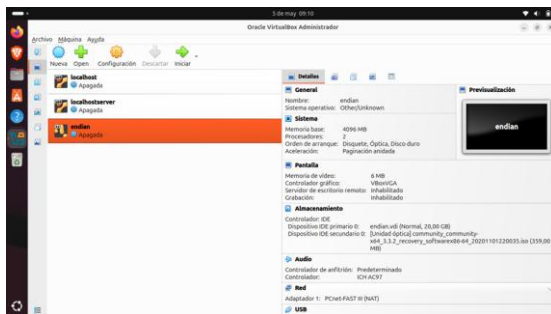 5 de may 09:10
Oracle VirtualBox Administrador
Archivo Máquina Ayuda
Nueva Open Configuración Descartar Iniciar
localhost
Apagada
localhostserver
Apagada
endian
Apagada
Detalles
General
Nombre: endian
Sistema operativo: Other/Unknown
Sistema
Memoria base: 4096 MB
Procesadores: 2
Orden de arranque: Disquete, Óptica, Disco duro
Aceleración: Paginación anidada
Pantalla
Memoria de vídeo: 6 MB
Controlador gráfico: VBoxVGA
Servidor de escritorio remoto: Inhabilitado
Grabación: Inhabilitado
Almacenamiento
Controlador: IDE
Dispositivo IDE primario 0: endian.vdi (Normal, 20,00 GB)
Dispositivo IDE secundario 0: [Unidad óptica] community_community-
x64_3.3.2_recovery_softwarex86-64_20201101220035.iso (359,00
MB)
Audio
Controlador de anfitrión: Predeterminado
Controlador: ICH AC97
Red
Adaptador 1: PCnet-FAST III (NAT)
USB
Previsualización
endian